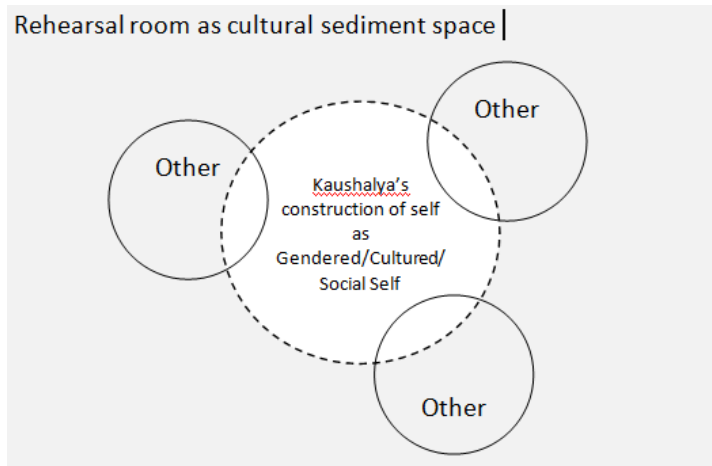 Rehearsal room as cultural sediment space
Other
Other
Kaushalya's
construction of self
as
Gendered/Cultured/
Social Self
Other